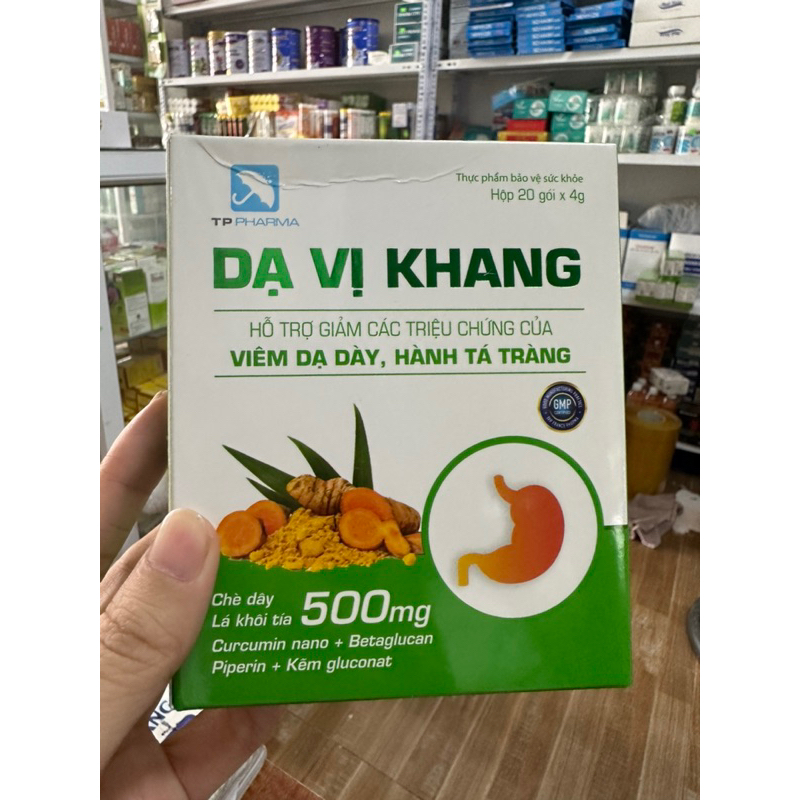 Thực phẩm bảo vệ sức khỏe
Hộp 20 gói x 4g
TP PHARMA
DẠ VỊ KHANG
HỖ TRỢ GIẢM CÁC TRIỆU CHỨNG CỦA
VIÊM DẠ DÀY, HÀNH TÁ TRÀNG
GMP
Chè dây
Lá khôi tía 500mg
Curcumin nano + Betaglucan
Piperin + Kẽm gluconat